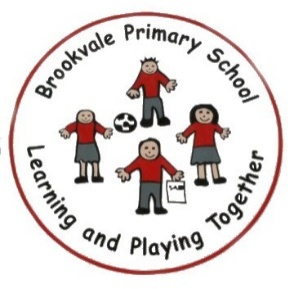 Brookvale Primary School
Learning and Playing Together